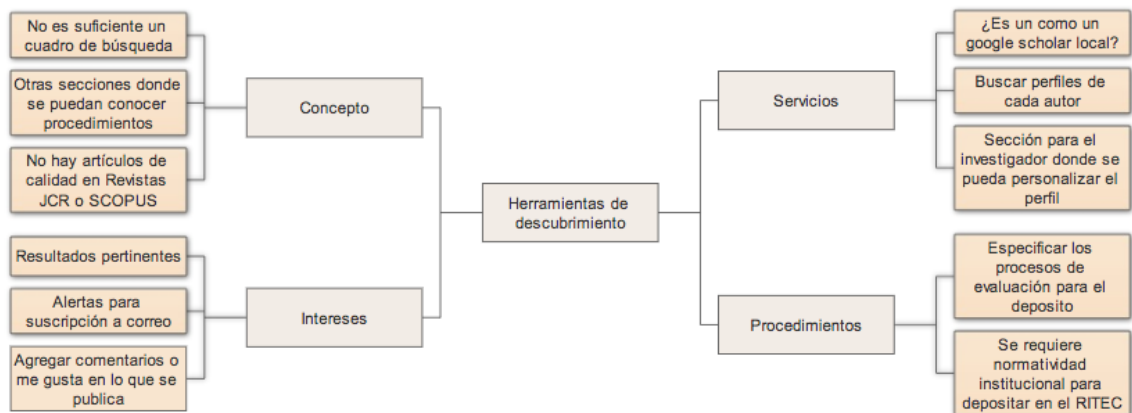 No es suficiente un
cuadro de búsqueda
Otras secciones donde
se puedan conocer
procedimientos
No hay artículos de
calidad en Revistas
JCR o SCOPUS
Concepto
Resultados pertinentes
Alertas para
suscripción a correo
Agregar comentarios o
me gusta en lo que se
publica
Intereses
Herramientas de
descubrimiento
Servicios
¿Es un como un
google scholar local?
Buscar perfiles de
cada autor
Sección para el
investigador donde se
pueda personalizar el
perfil
Procedimientos
Especificar los
procesos de
evaluación para el
deposito
Se requiere
normatividad
institucional para
depositar en el RITEC